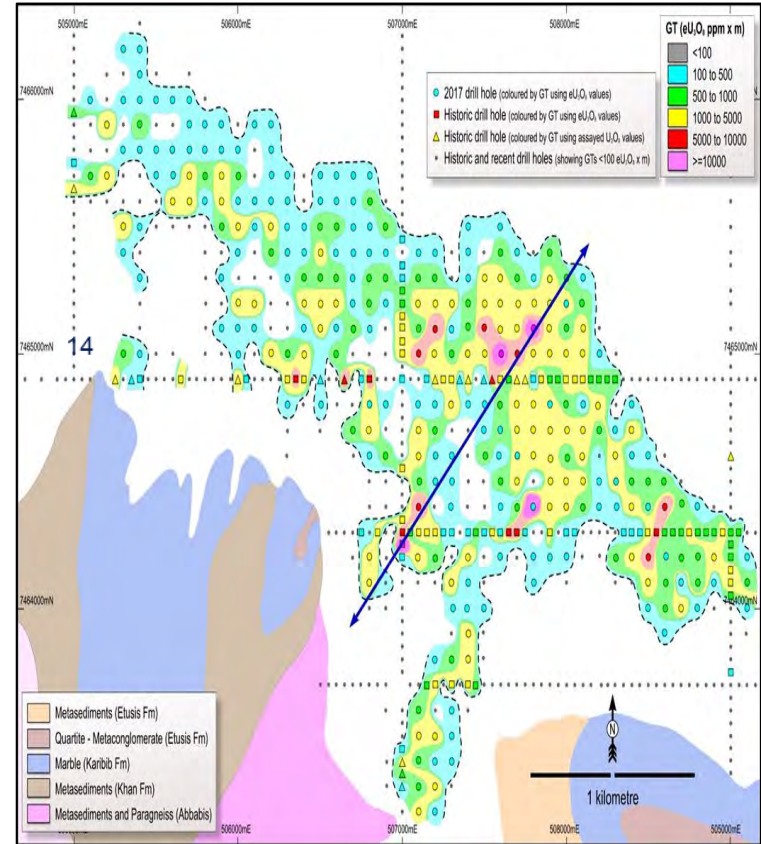 505000mE 506000mE 507000mE 508000mE 505000mE
GT (eU₃O₈ ppm x m)
<100
100 to 500
500 to 1000
1000 to 5000
5000 to 10000
>=10000
2017 drill hole (coloured by GT using eU₃O₈ values)
Historic drill hole (coloured by GT using eU₃O₈ values)
Historic drill hole (coloured by GT using assayed U₃O₈ values)
Historic and recent drill holes (showing GTs <100 eU₃O₈ x m)
7466000mN 7466000mN
14
7465000mN 7465000mN
7464000mN 7464000mN
Metasediments (Etusis Fm)
Quartite - Metaconglomerate (Etusis Fm)
Marble (Karibib Fm)
Metasediments (Khan Fm)
Metasediments and Paragneiss (Abbabis)
N
1 kilometre
506000mE 507000mE 508000mE 505000mE